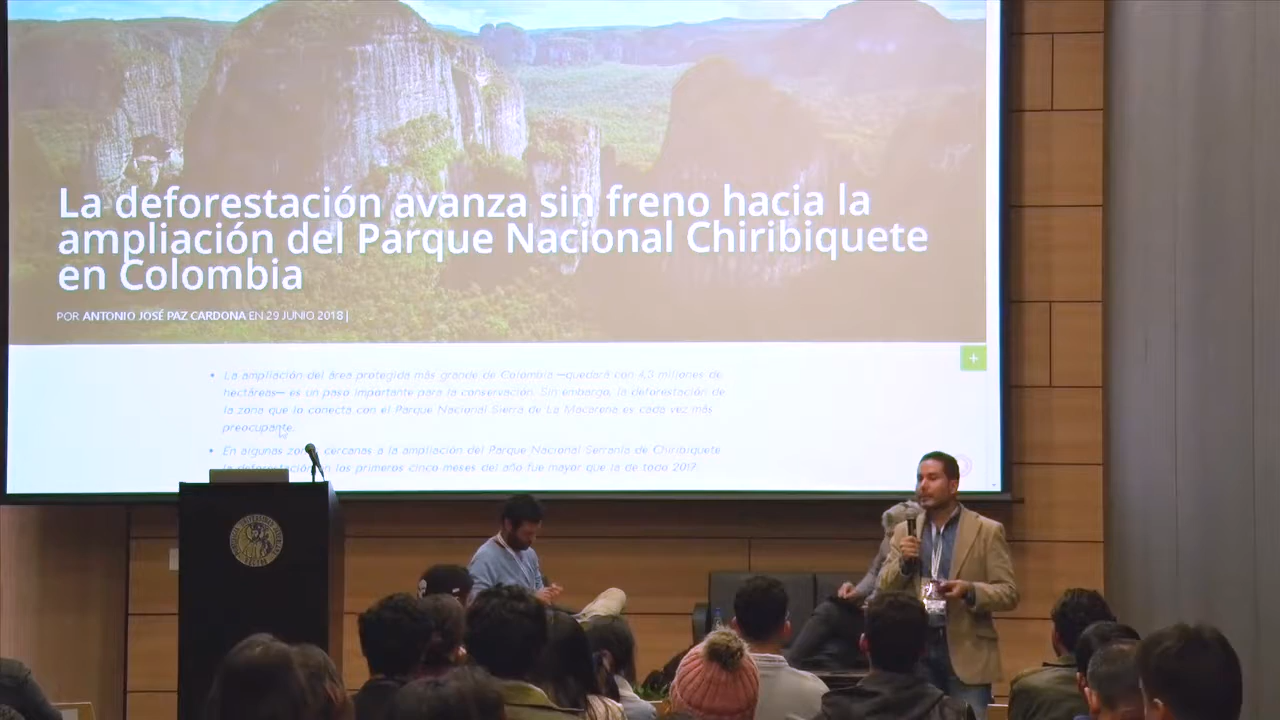 La deforestación avanza sin freno hacia la
ampliación del Parque Nacional Chiribiquete
en Colombia
POR ANTONIO JOSÉ PAZ CARDONA EN 29 JUNIO 2018 |
+
• La ampliación del área protegida más grande de Colombia —quedará con 4,3 millones de
hectáreas— es un paso importante para la conservación. Sin embargo, la deforestación de
la zona que lo conecta con el Parque Nacional Sierra de La Macarena es cada vez más
preocupante.
• En algunas zonas cercanas a la ampliación del Parque Nacional Serranía de Chiribiquete
la deforestación en los primeros cinco meses del año fue mayor que la de todo 2017.